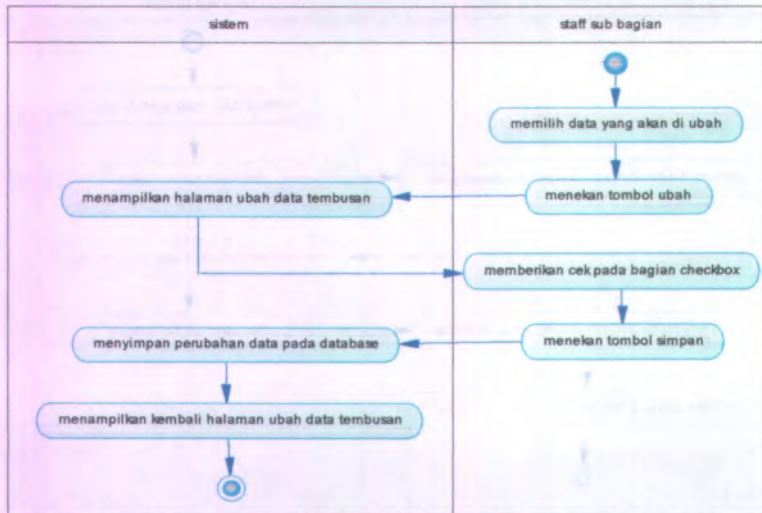 sistem
staff sub bagian
memilih data yang akan di ubah
menekan tombol ubah
menampilkan halaman ubah data tembusan
memberikan cek pada bagian checkbox
menekan tombol simpan
menyimpan perubahan data pada database
menampilkan kembali halaman ubah data tembusan